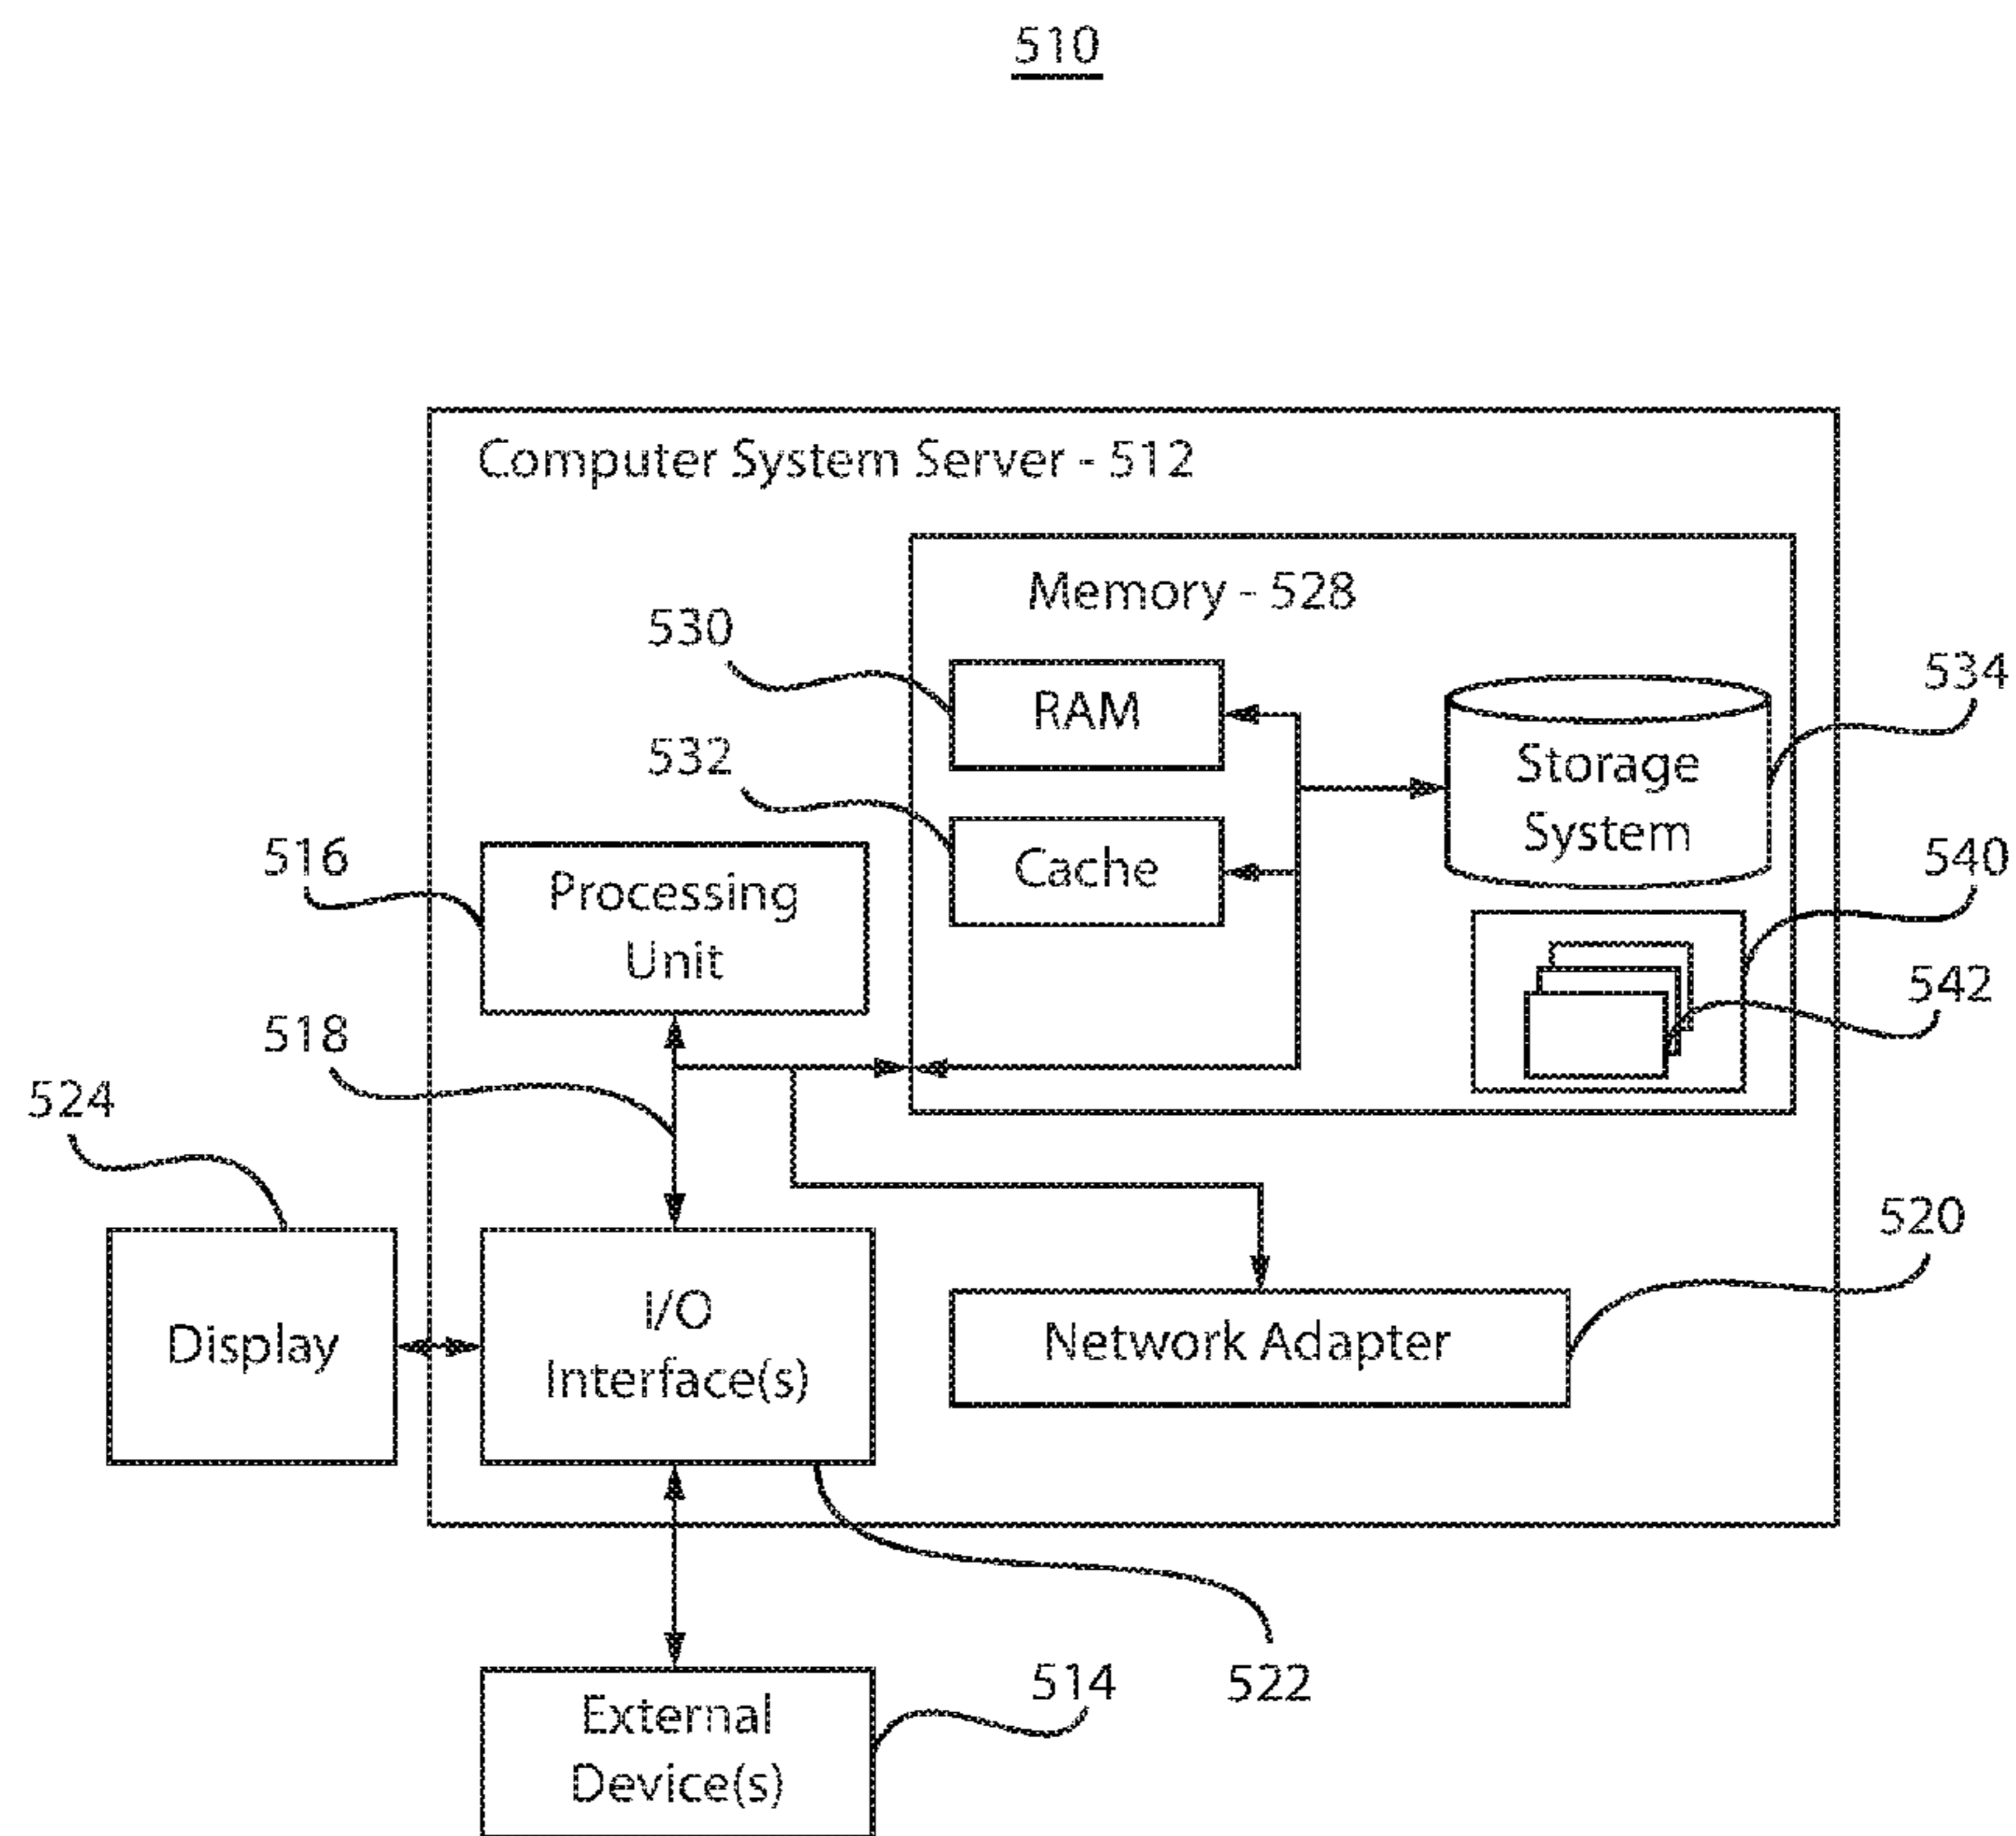 510
Computer System Server - 512
Memory - 528
530
RAM
534
532
Storage
System
Cache
516
Processing
Unit
540
542
518
524
520
I/O
Interface(s)
Display
Network Adapter
514
522
External
Device(s)